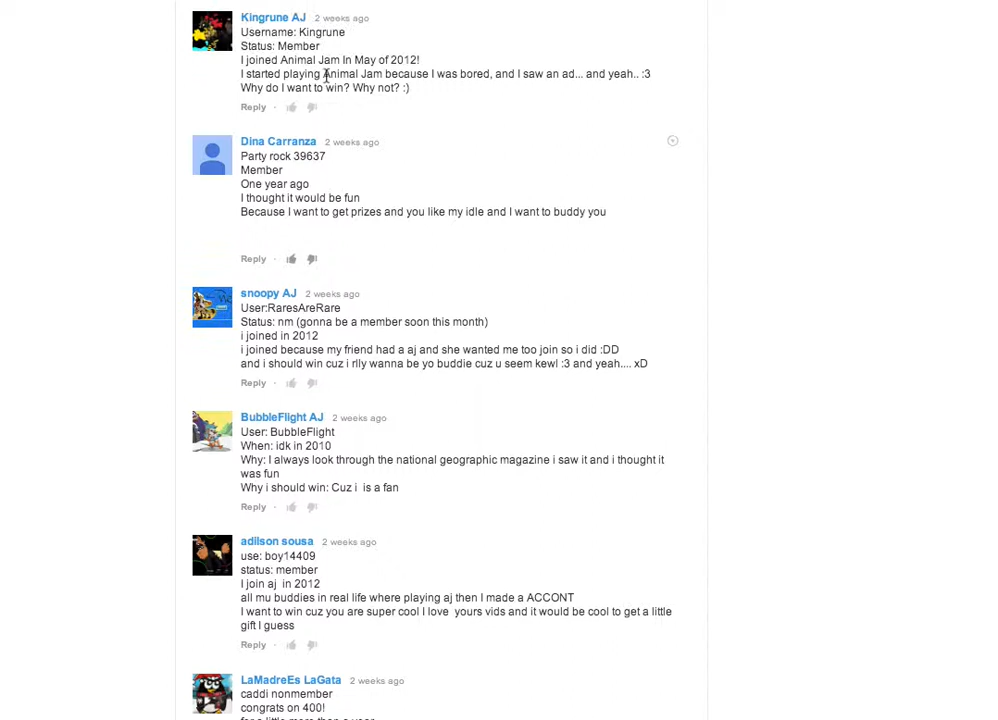 Kingrune AJ 2 weeks ago
Username: Kingrune
Status: Member
I joined Animal Jam In May of 2012!
I started playing Animal Jam because I was bored, and I saw an ad... and yeah.. :3
Why do I want to win? Why not? :)
Reply ·
Dina Carranza 2 weeks ago
Party rock 39637
Member
One year ago
I thought it would be fun
Because I want to get prizes and you like my idle and I want to buddy you
Reply ·
snoopy AJ 2 weeks ago
User:RaresAreRare
Status: nm (gonna be a member soon this month)
i joined in 2012
i joined because my friend had a aj and she wanted me too join so i did :DD
and i should win cuz i rlly wanna be yo buddie cuz u seem kewl :3 and yeah.... xD
Reply ·
BubbleFlight AJ 2 weeks ago
User: BubbleFlight
When: idk in 2010
Why: I always look through the national geographic magazine i saw it and i thought it
was fun
Why i should win: Cuz i is a fan
Reply ·
adilson sousa 2 weeks ago
use: boy14409
status: member
I join aj in 2012
all mu buddies in real life where playing aj then I made a ACCONT
I want to win cuz you are super cool I love yours vids and it would be cool to get a little
gift I guess
Reply ·
LaMadreEs LaGata 2 weeks ago
caddi nonmember
congrats on 400!
for a little more than a year